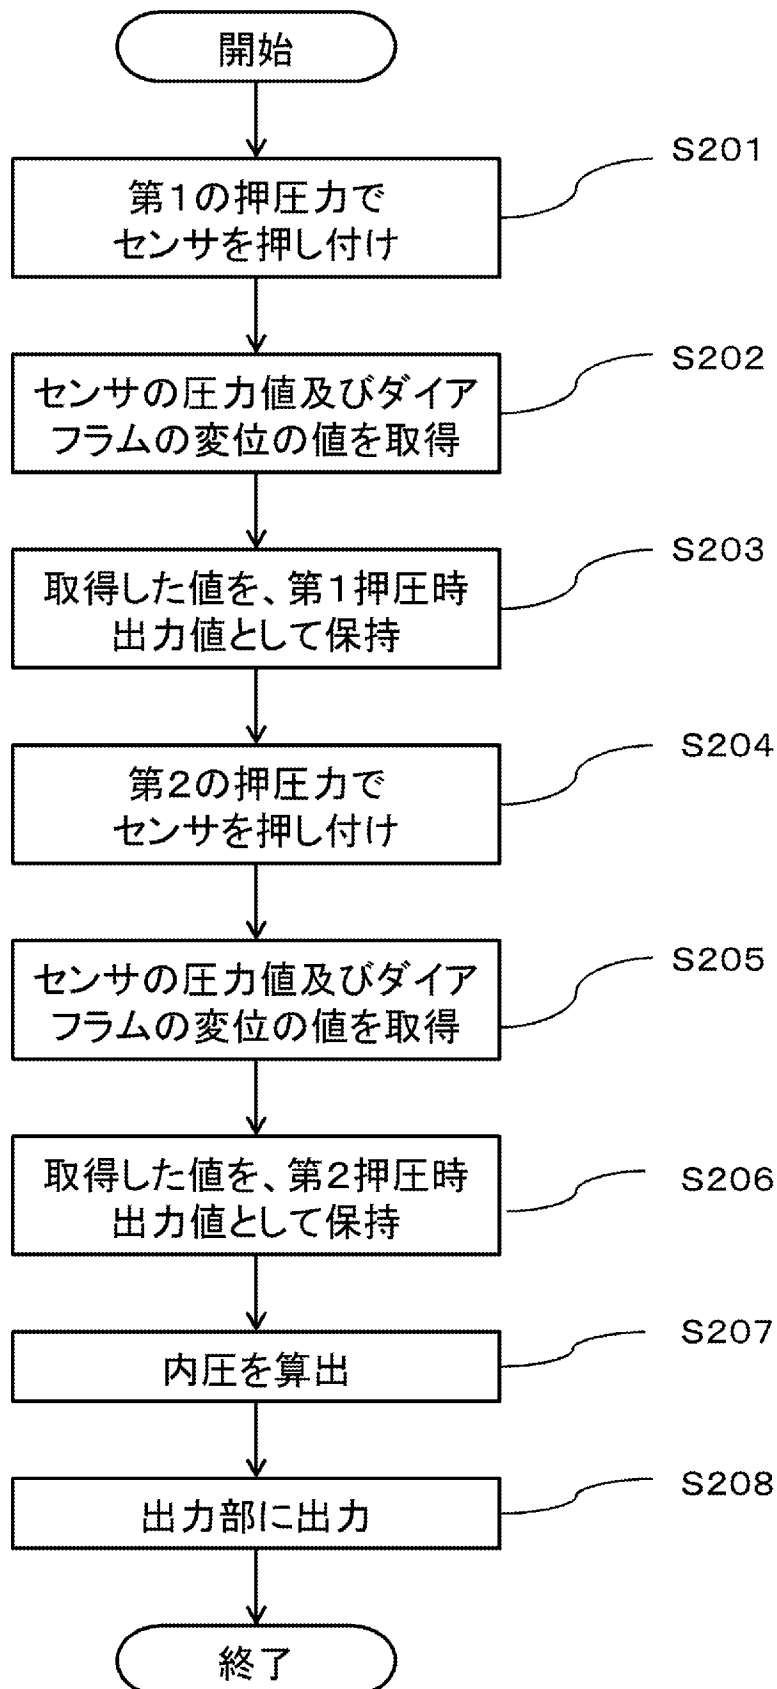 開始
S201
第1の押圧力で
センサを押し付け
S202
センサの圧力値及びダイア
フラムの変位の値を取得
S203
取得した値を、第1押圧時
出力値として保持
S204
第2の押圧力で
センサを押し付け
S205
センサの圧力値及びダイア
フラムの変位の値を取得
S206
取得した値を、第2押圧時
出力値として保持
S207
内圧を算出
S208
出力部に出力
終了